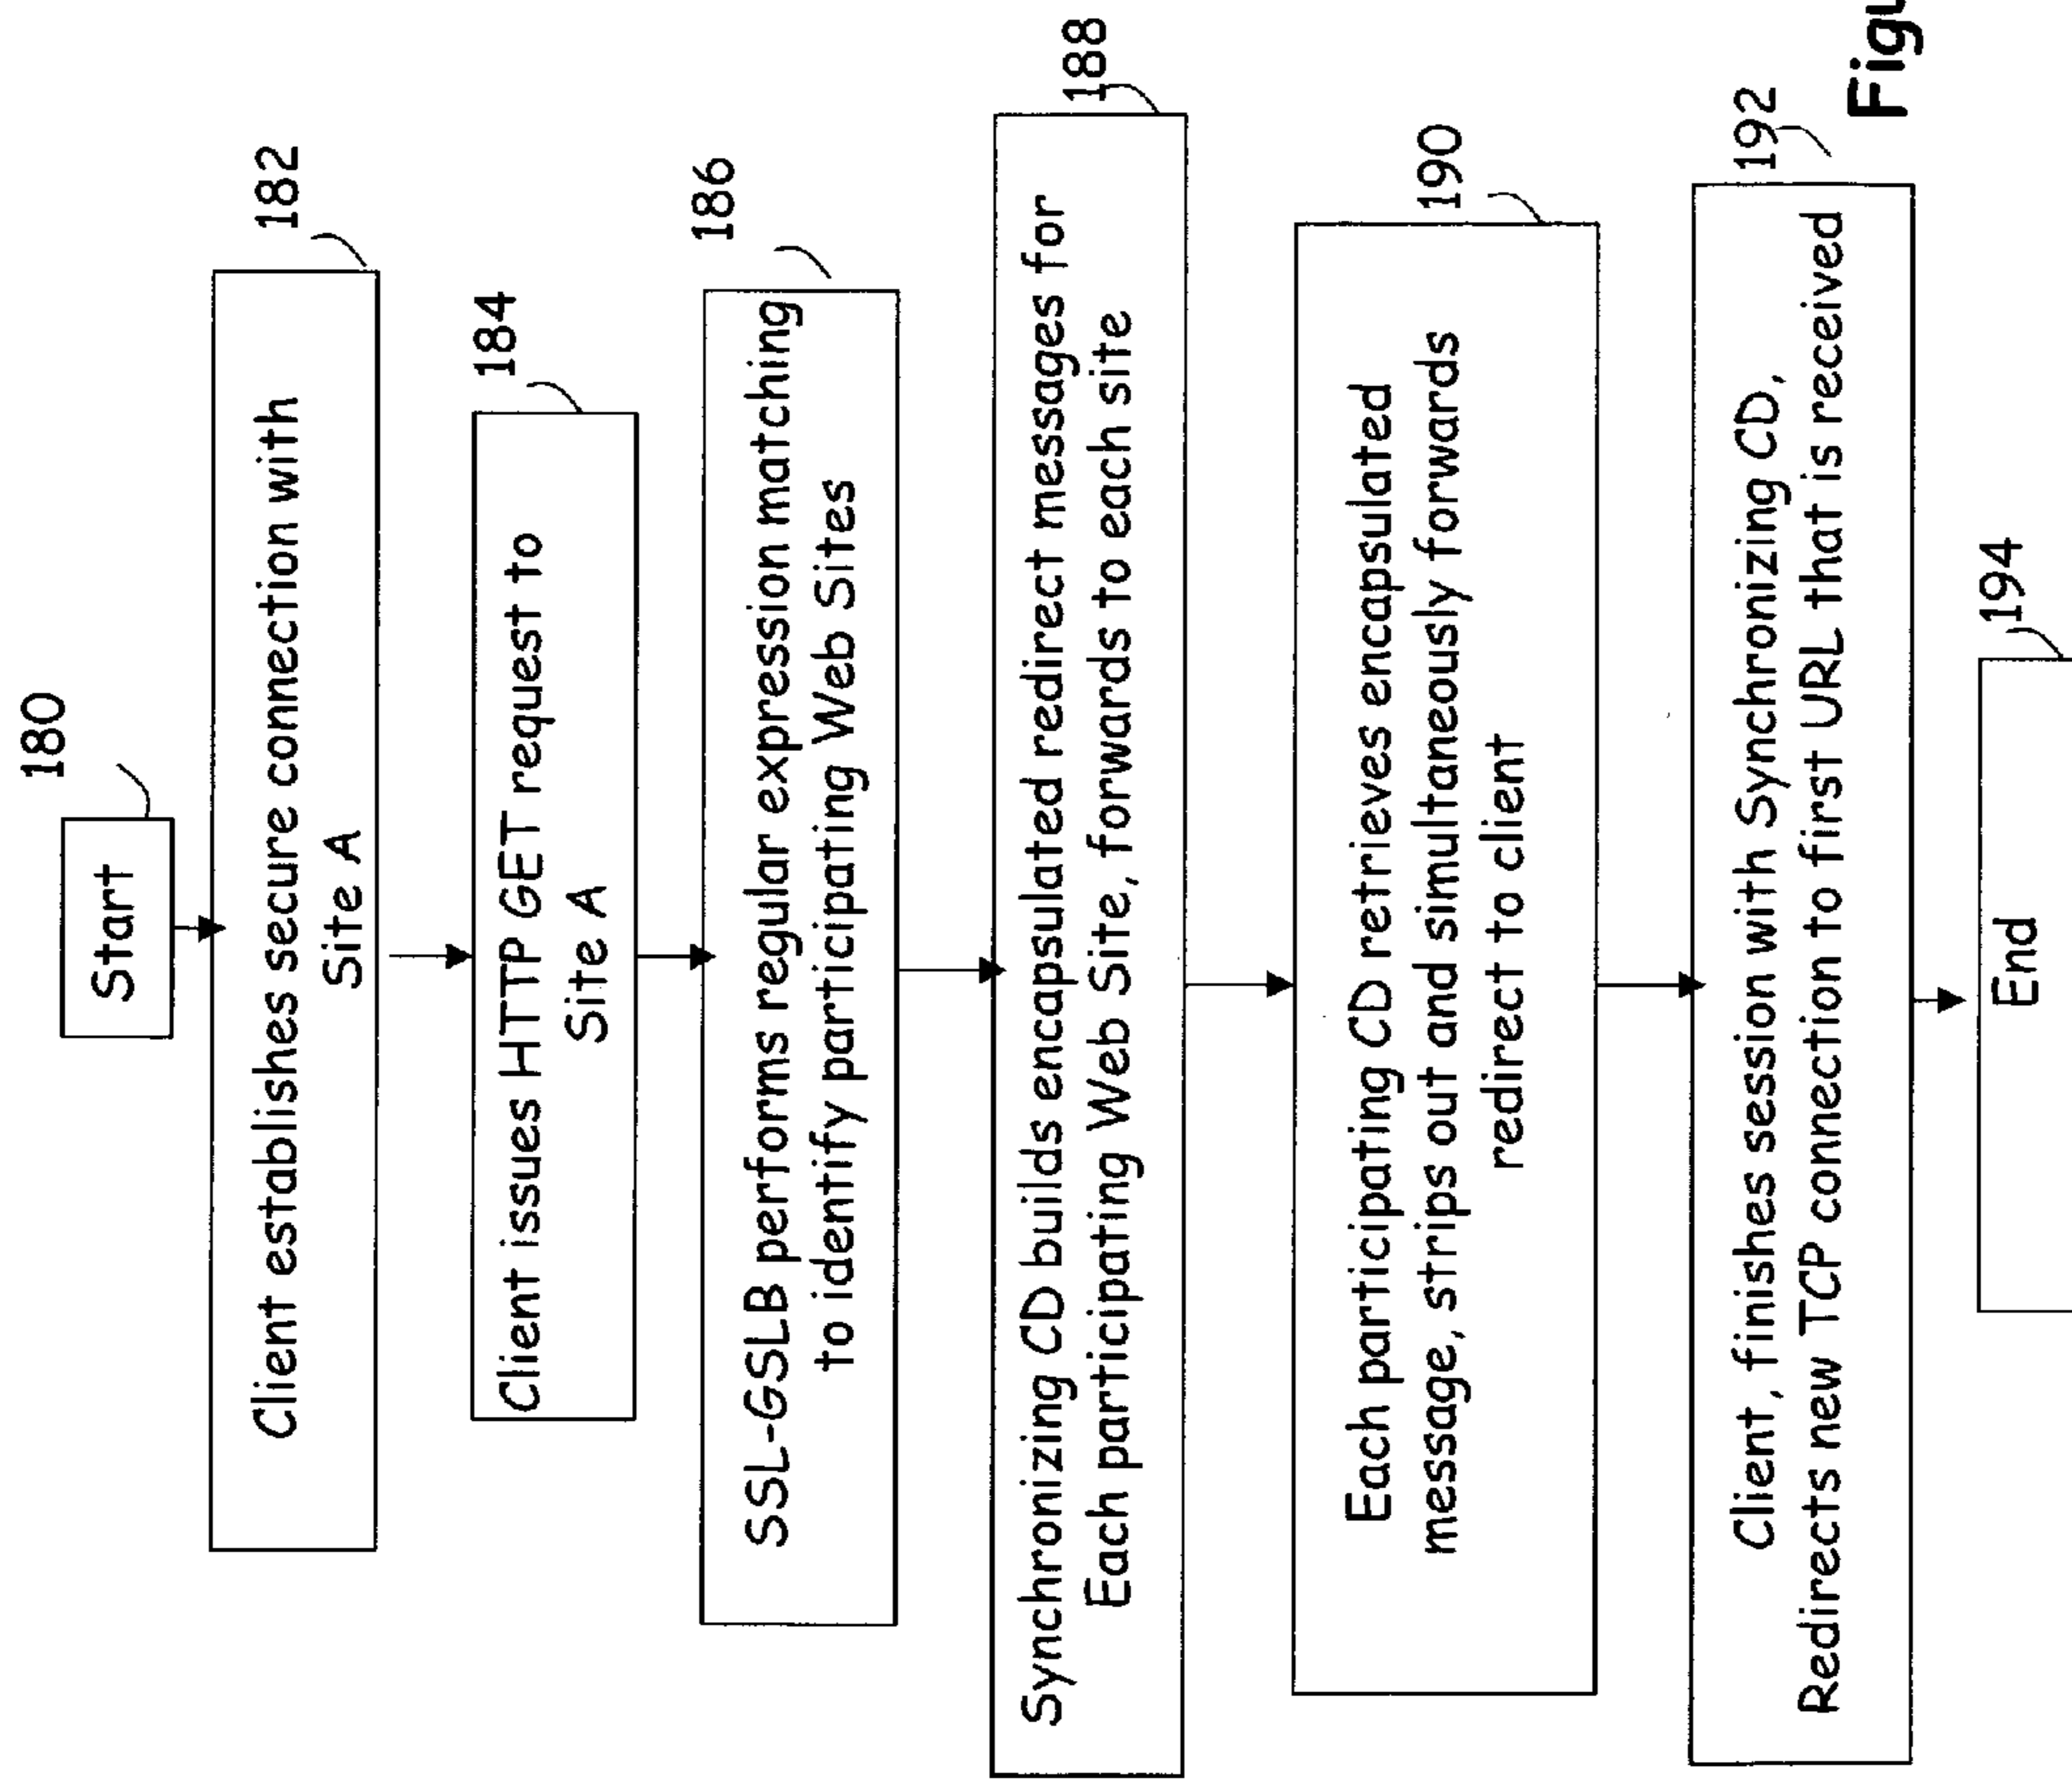 180
Start
182
Client establishes secure connection with
Site A
184
Client issues HTTP GET request to
Site A
186
SSL-GSLB performs regular expression matching
to identify participating Web Sites
188
Synchronizing CD builds encapsulated redirect messages for
Each participating Web Site, forwards to each site
190
Each participating CD retrieves encapsulated
message, strips out and simultaneously forwards
redirect to client
192
Client, finishes session with Synchronizing CD,
Redirects new TCP connection to first URL that is received
194
End